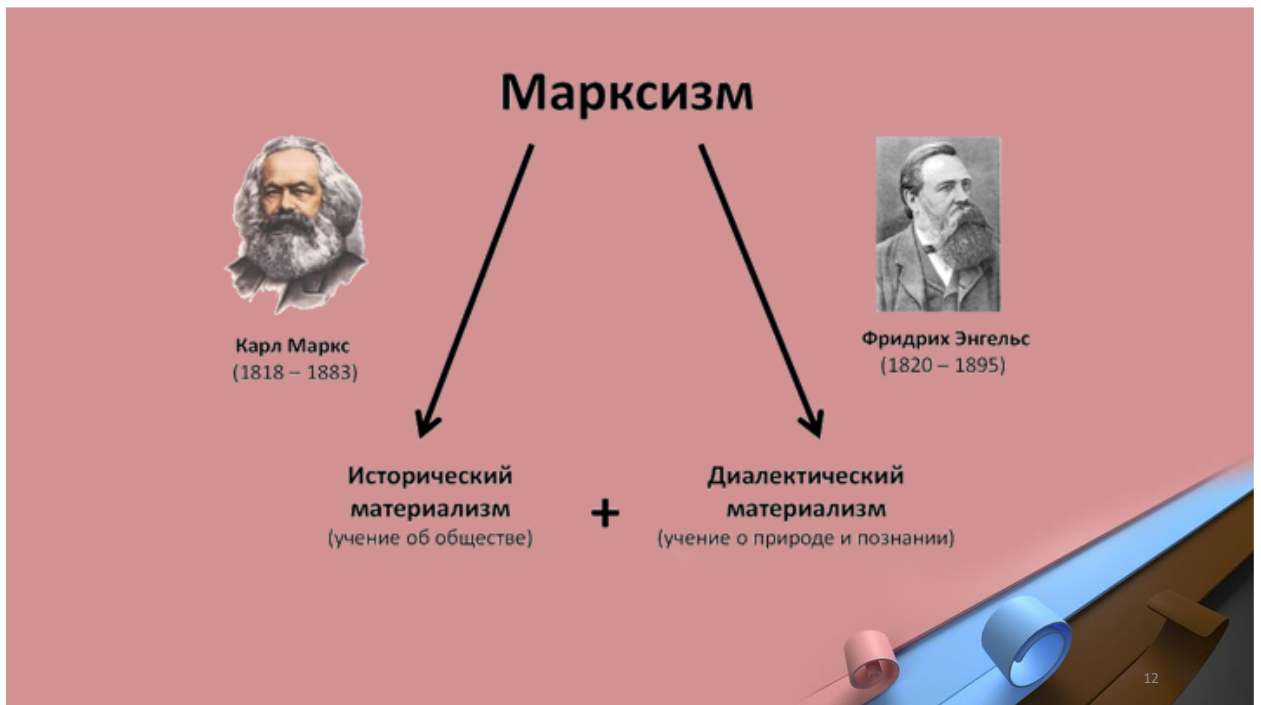 Марксизм
Карл Маркс
(1818 – 1883)
Фридрих Энгельс
(1820 – 1895)
Исторический
материализм
(учение об обществе)
+
Диалектический
материализм
(учение о природе и познании)
12